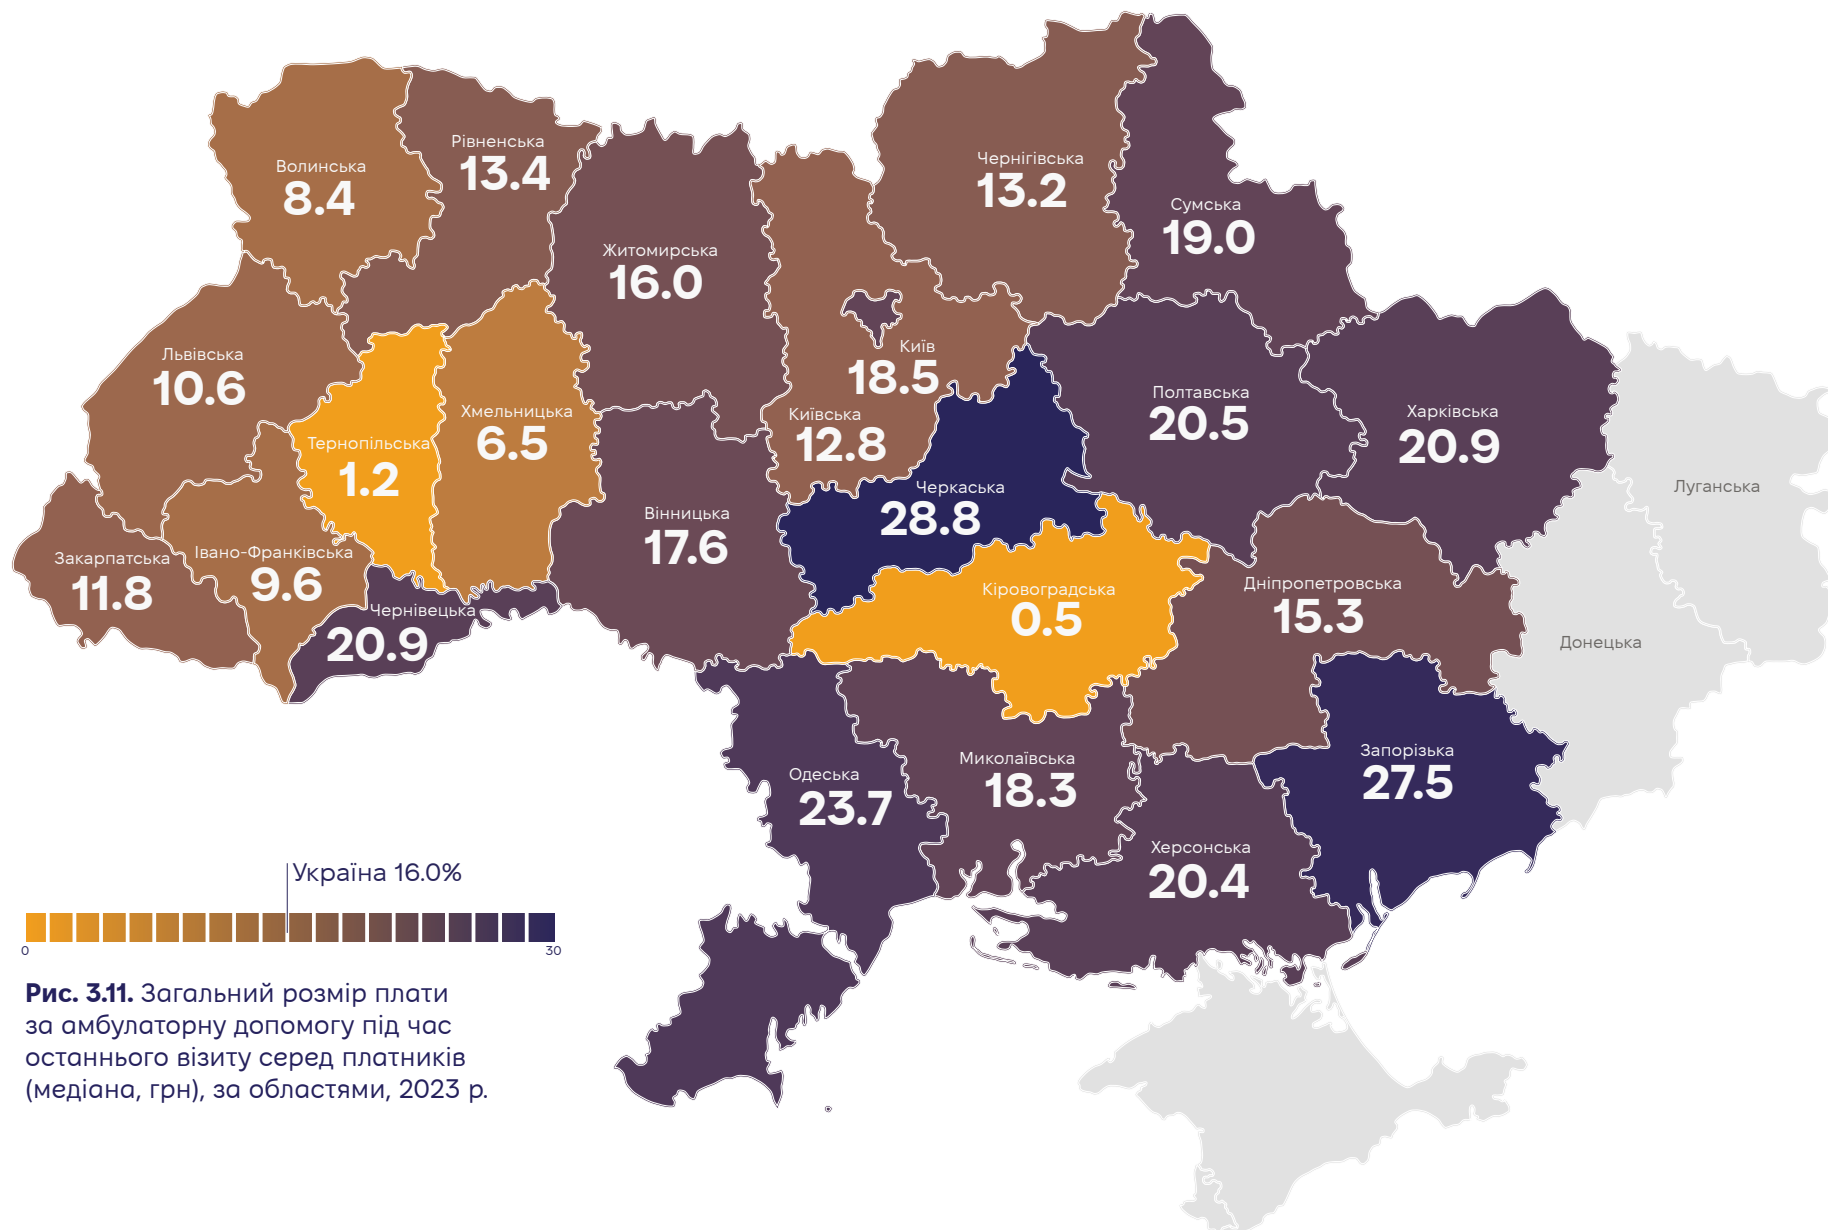 Волинська
8.4
Рівненська
13.4
Житомирська
16.0
Чернігівська
13.2
Сумська
19.0
Львівська
10.6
Тернопільська
1.2
Хмельницька
6.5
Київ
18.5
Київська
12.8
Полтавська
20.5
Харківська
20.9
Луганська
Закарпатська
11.8
Івано-Франківська
9.6
Чернівецька
20.9
Вінницька
17.6
Черкаська
28.8
Кіровоградська
0.5
Дніпропетровська
15.3
Донецька
Одеська
23.7
Миколаївська
18.3
Запорізька
27.5
Херсонська
20.4
Україна 16.0%
0 30
Рис. 3.11. Загальний розмір плати
за амбулаторну допомогу під час
останнього візиту серед платників
(медіана, грн), за областями, 2023 р.